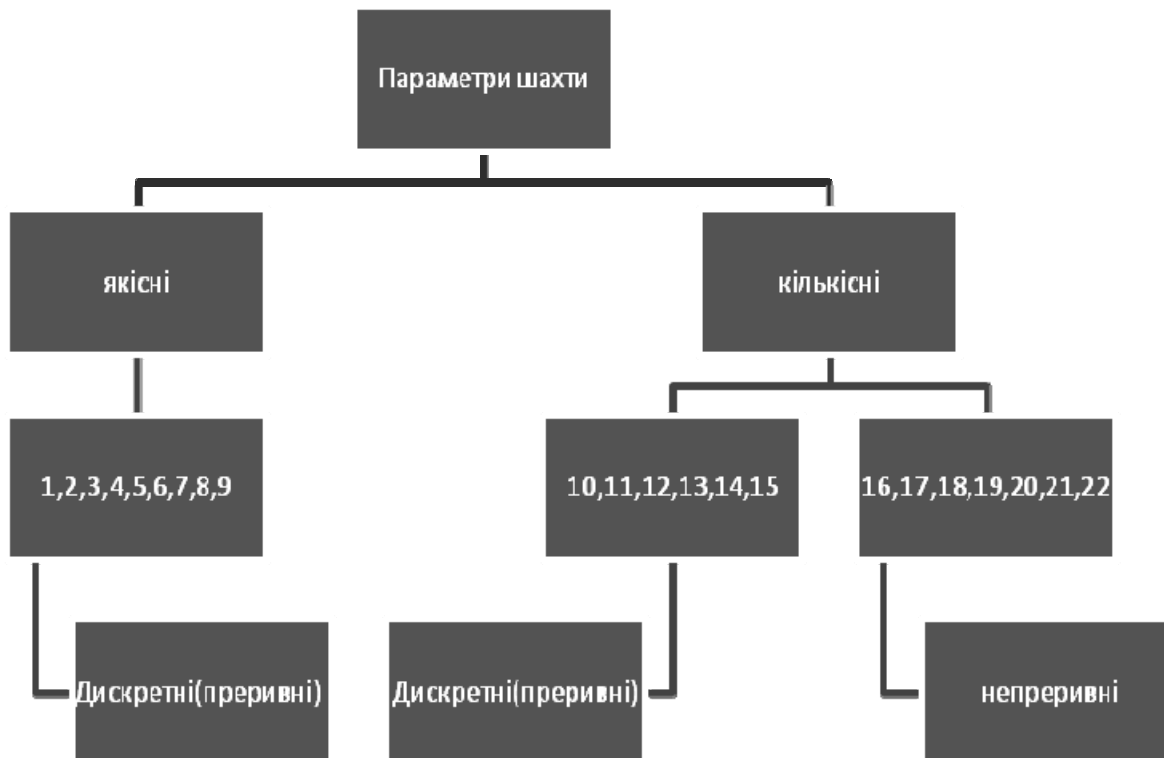 Параметри шахти
якісні
кількісні
1,2,3,4,5,6,7,8,9
10,11,12,13,14,15
16,17,18,19,20,21,22
Дискретні(преривні)
Дискретні(преривні)
непреривні